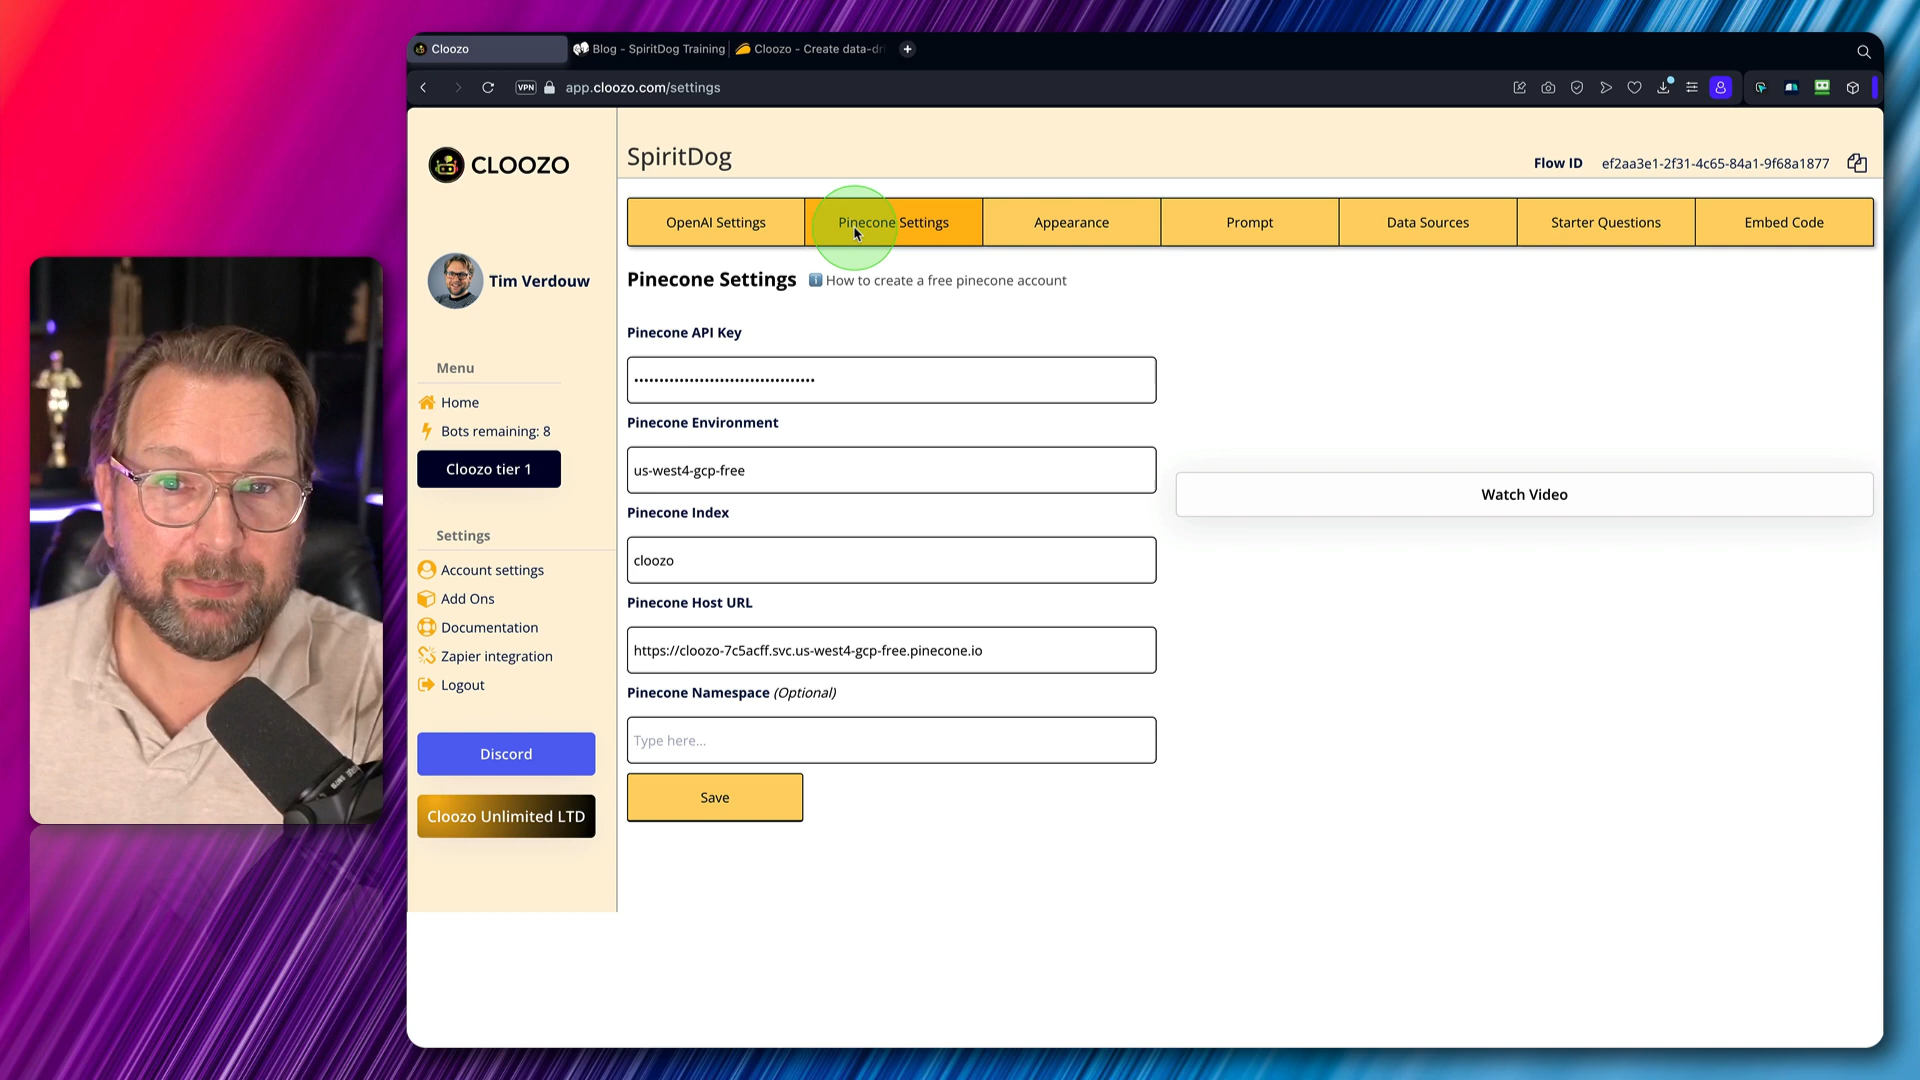 Cloozo
Blog - SpiritDog Training
Cloozo - Create data-dri
VPN
app.cloozo.com/settings
CLOOZO
SpiritDog
Flow ID
ef2aa3e1-2f31-4c65-84a1-9f68a1877
OpenAI Settings
Pinecone Settings
Appearance
Prompt
Data Sources
Starter Questions
Embed Code
Tim Verdouw
Pinecone Settings
How to create a free pinecone account
Pinecone API Key
••••••••••••••••••••••••••••••••••••
Pinecone Environment
us-west4-gcp-free
Pinecone Index
cloozo
Pinecone Host URL
https://cloozo-7c5acff.svc.us-west4-gcp-free.pinecone.io
Pinecone Namespace (Optional)
Type here...
Save
Watch Video
Menu
Home
Bots remaining: 8
Cloozo tier 1
Settings
Account settings
Add Ons
Documentation
Zapier integration
Logout
Discord
Cloozo Unlimited LTD